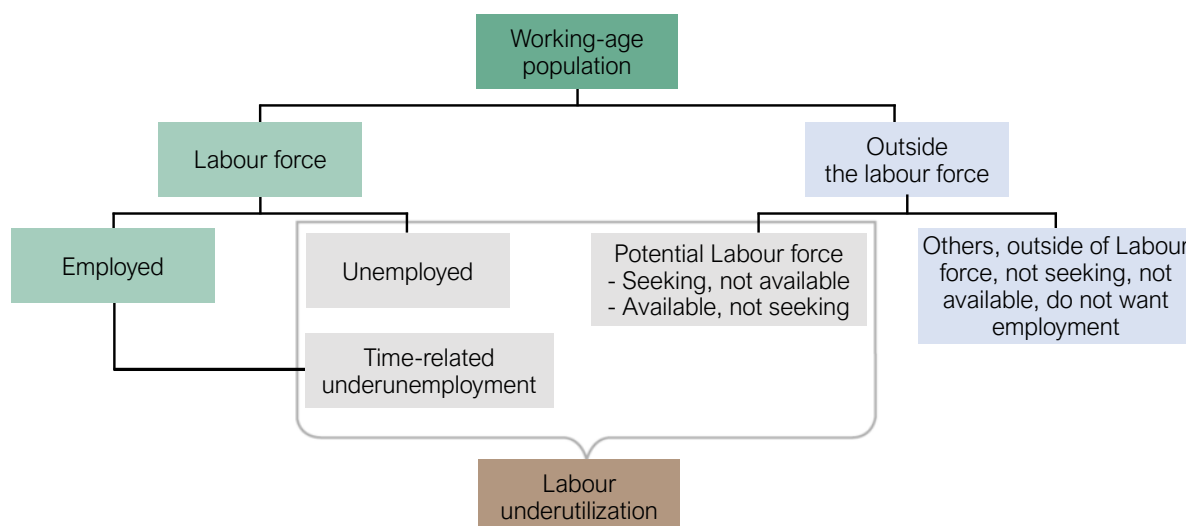 Working-age
population
Labour force
Outside
the labour force
Employed
Unemployed
Potential Labour force
- Seeking, not available
- Available, not seeking
Others, outside of Labour
force, not seeking, not
available, do not want
employment
Time-related
underunemployment
Labour
underutilization